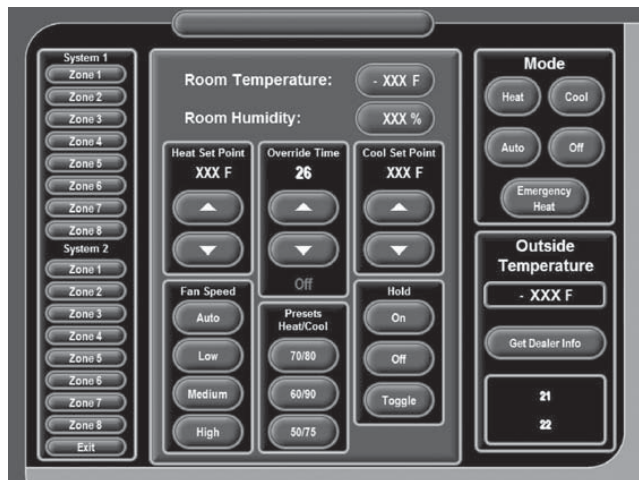 System 1
Zone 1
Zone 2
Zone 3
Zone 4
Zone 5
Zone 6
Zone 7
Zone 8
System 2
Zone 1
Zone 2
Zone 3
Zone 4
Zone 5
Zone 6
Zone 7
Zone 8
Exit
Room Temperature:
- XXX F
Room Humidity:
XXX %
Heat Set Point
XXX F
Override Time
26
Off
Cool Set Point
XXX F
Fan Speed
Auto
Low
Medium
High
Presets
Heat/Cool
70/80
60/90
50/75
Hold
On
Off
Toggle
Mode
Heat
Cool
Auto
Off
Emergency
Heat
Outside
Temperature
- XXX F
Get Dealer Info
21
22